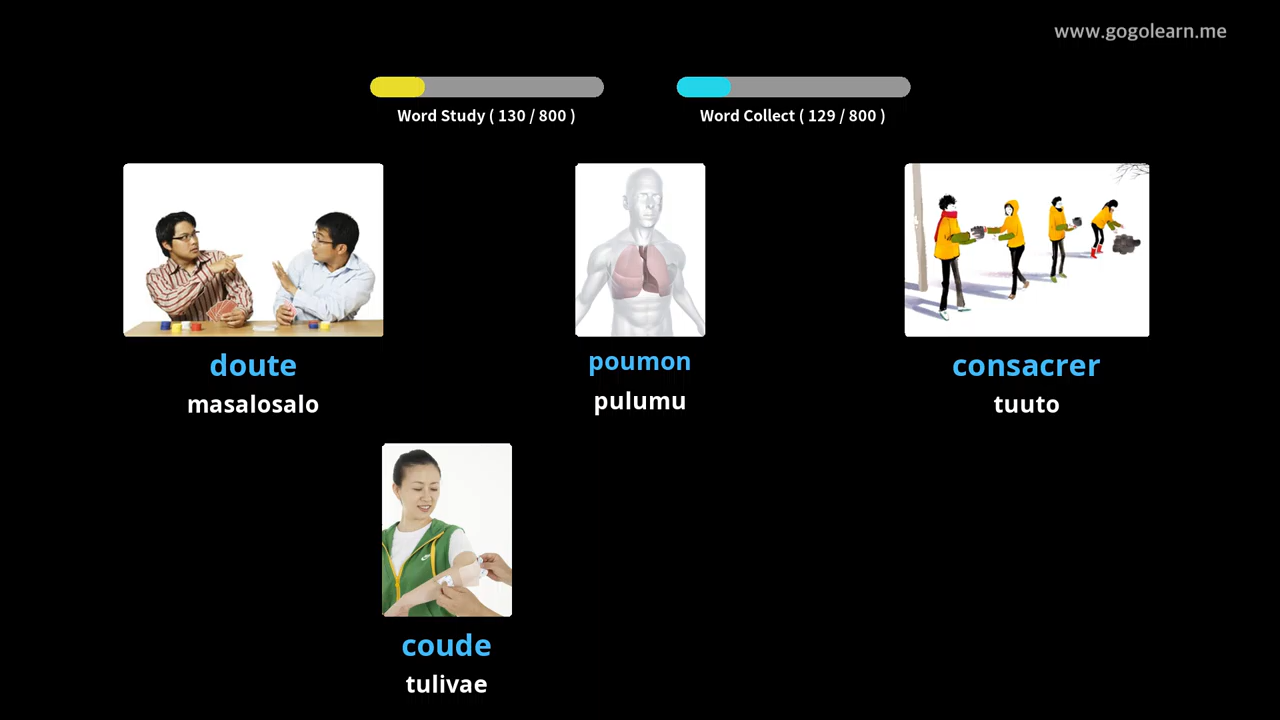 www.gogolearn.me
Word Study ( 130 / 800 )
Word Collect ( 129 / 800 )
doute
masalosalo
poumon
pulumu
consacrer
tuuto
coude
tulivae